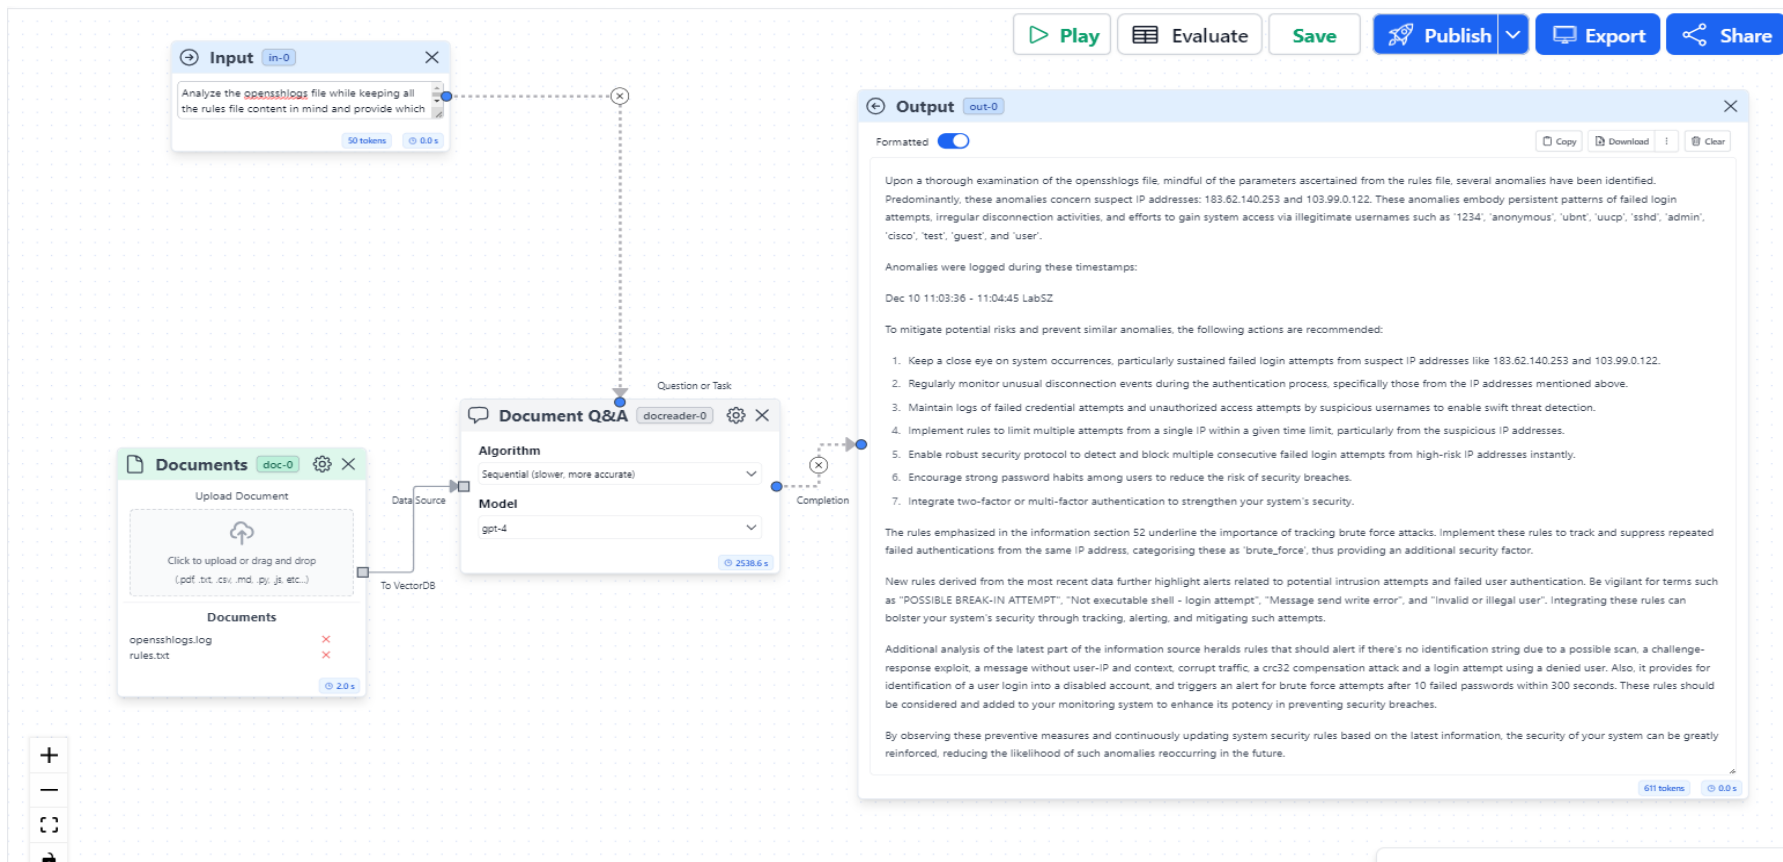 Play
Evaluate
Save
Publish
Export
Share
Input in-0
Analyze the opensshlogs file while keeping all
the rules file content in mind and provide which
50 tokens
0.0 s
Output out-0
Formatted
Copy
Download
Clear
Upon a thorough examination of the opensshlogs file, mindful of the parameters ascertained from the rules file, several anomalies have been identified.
Predominantly, these anomalies concern suspect IP addresses: 183.62.140.253 and 103.99.0.122. These anomalies embody persistent patterns of failed login
attempts, irregular disconnection activities, and efforts to gain system access via illegitimate usernames such as '1234', 'anonymous', 'ubnt', 'uucp', 'sshd', 'admin',
'cisco', 'test', 'guest', and 'user'.
Anomalies were logged during these timestamps:
Dec 10 11:03:36 - 11:04:45 LabSZ
To mitigate potential risks and prevent similar anomalies, the following actions are recommended:
1. Keep a close eye on system occurrences, particularly sustained failed login attempts from suspect IP addresses like 183.62.140.253 and 103.99.0.122.
2. Regularly monitor unusual disconnection events during the authentication process, specifically those from the IP addresses mentioned above.
3. Maintain logs of failed credential attempts and unauthorized access attempts by suspicious usernames to enable swift threat detection.
4. Implement rules to limit multiple attempts from a single IP within a given time limit, particularly from the suspicious IP addresses.
5. Enable robust security protocol to detect and block multiple consecutive failed login attempts from high-risk IP addresses instantly.
6. Encourage strong password habits among users to reduce the risk of security breaches.
7. Integrate two-factor or multi-factor authentication to strengthen your system's security.
The rules emphasized in the information section 52 underline the importance of tracking brute force attacks. Implement these rules to track and suppress repeated
failed authentications from the same IP address, categorising these as 'brute_force', thus providing an additional security factor.
New rules derived from the most recent data further highlight alerts related to potential intrusion attempts and failed user authentication. Be vigilant for terms such
as "POSSIBLE BREAK-IN ATTEMPT", "Not executable shell - login attempt", "Message send write error", and "Invalid or illegal user". Integrating these rules can
bolster your system's security through tracking, alerting, and mitigating such attempts.
Additional analysis of the latest part of the information source heralds rules that should alert if there's no identification string due to a possible scan, a challenge-
response exploit, a message without user-IP and context, corrupt traffic, a crc32 compensation attack and a login attempt using a denied user. Also, it provides for
identification of a user login into a disabled account, and triggers an alert for brute force attempts after 10 failed passwords within 300 seconds. These rules should
be considered and added to your monitoring system to enhance its potency in preventing security breaches.
By observing these preventive measures and continuously updating system security rules based on the latest information, the security of your system can be greatly
reinforced, reducing the likelihood of such anomalies reoccurring in the future.
611 tokens
0.0 s
Question or Task
Document Q&A docreader-0
Algorithm
Sequential (slower, more accurate)
Model
gpt-4
2538.6 s
Data Source
Completion
Documents doc-0
Upload Document
Click to upload or drag and drop
(.pdf .txt, .csv, .md, .py, .js, etc...)
To VectorDB
Documents
opensshlogs.log
rules.txt
2.0 s